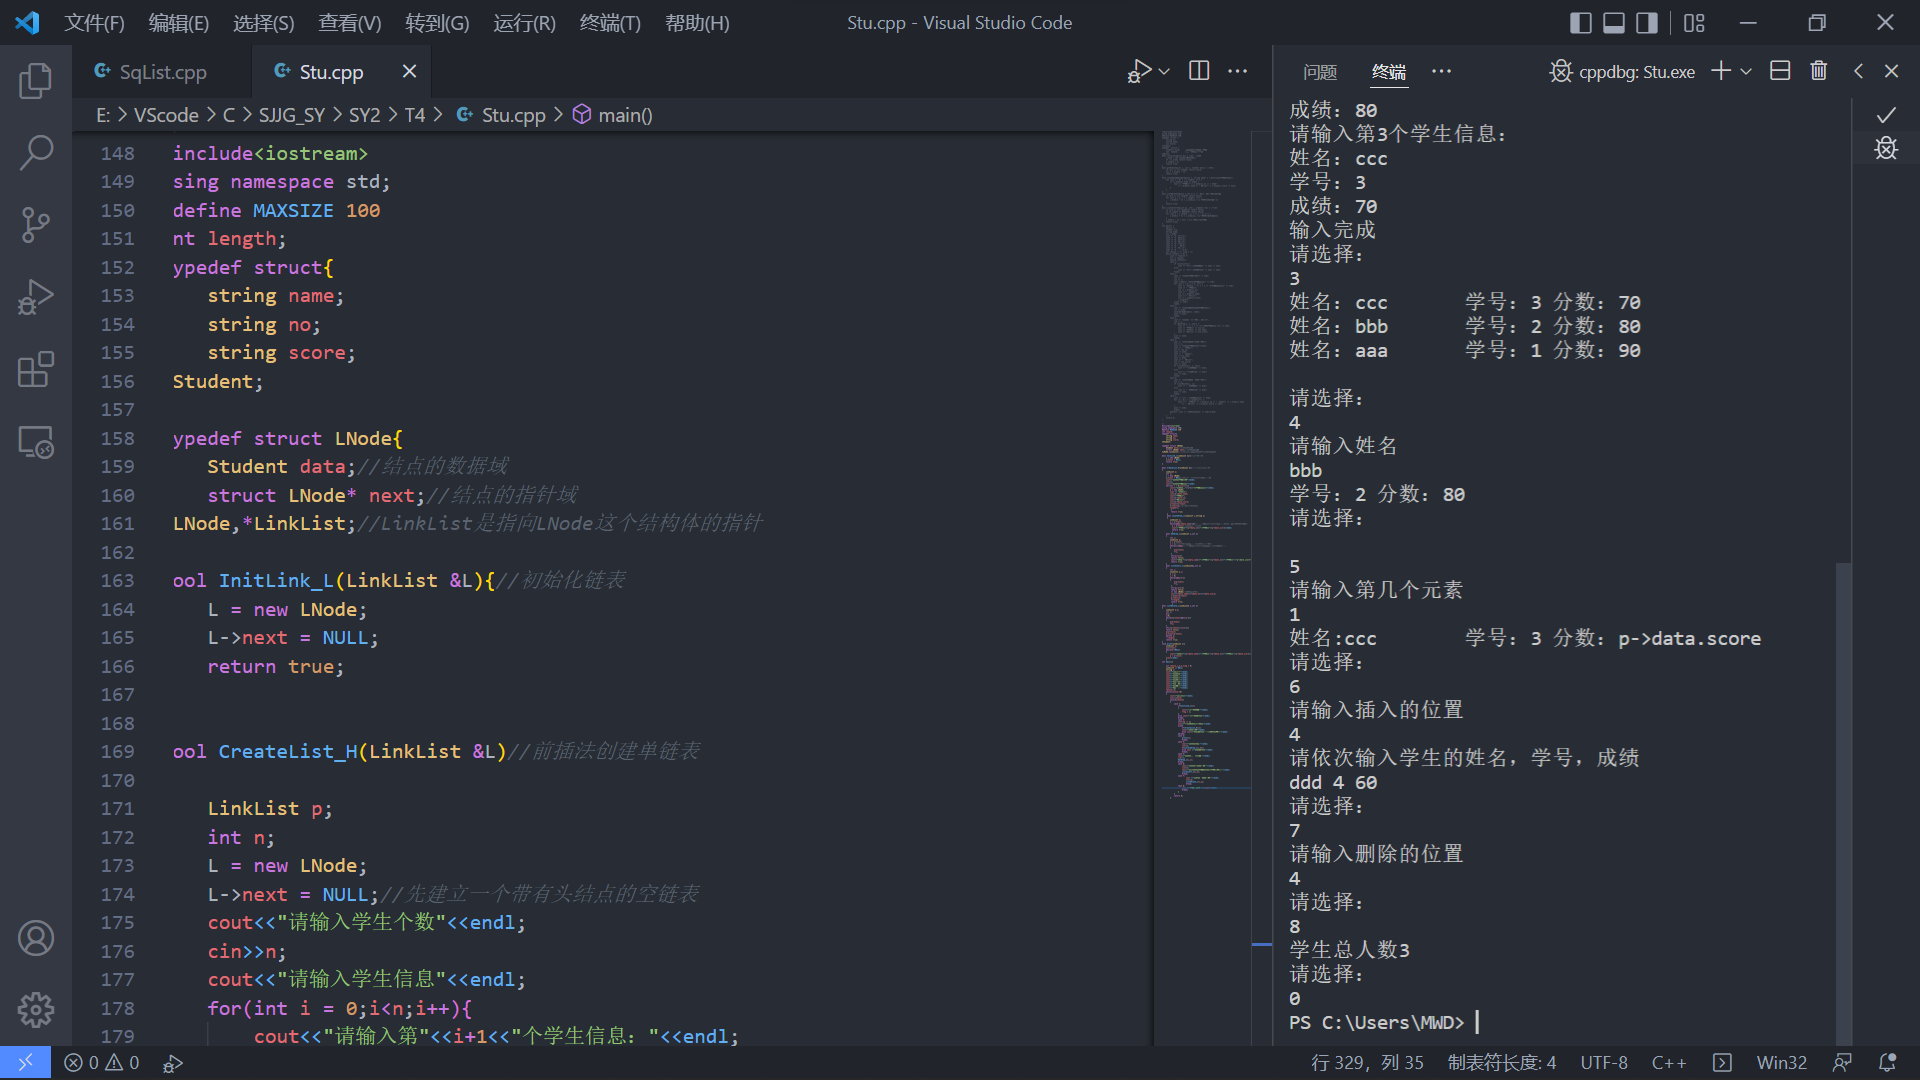 文件(F) 编辑(E) 选择(S) 查看(V) 转到(G) 运行(R) 终端(T) 帮助(H) Stu.cpp - Visual Studio Code
SqList.cpp Stu.cpp
E: > VScode > C > SJJG_SY > SY2 > T4 > Stu.cpp > main()
148 include<iostream>
149 sing namespace std;
150 define MAXSIZE 100
151 nt length;
152 ypedef struct{
153 string name;
154 string no;
155 string score;
156 Student;
157
158 ypedef struct LNode{
159 Student data;//结点的数据域
160 struct LNode* next;//结点的指针域
161 LNode,*LinkList;//LinkList是指向LNode这个结构体的指针
162
163 ool InitLink_L(LinkList &L){//初始化链表
164 L = new LNode;
165 L->next = NULL;
166 return true;
167
168
169 ool CreateList_H(LinkList &L)//前插法创建单链表
170
171 LinkList p;
172 int n;
173 L = new LNode;
174 L->next = NULL;//先建立一个带有头结点的空链表
175 cout<<"请输入学生个数"<<endl;
176 cin>>n;
177 cout<<"请输入学生信息"<<endl;
178 for(int i = 0;i<n;i++){
179 cout<<"请输入第"<<i+1<<"个学生信息："<<endl;
问题 终端 cppdbg: Stu.exe
成绩：80
请输入第3个学生信息：
姓名：ccc
学号：3
成绩：70
输入完成
请选择：
3
姓名：ccc 学号：3 分数：70
姓名：bbb 学号：2 分数：80
姓名：aaa 学号：1 分数：90
请选择：
4
请输入姓名
bbb
学号：2 分数：80
请选择：
5
请输入第几个元素
1
姓名:ccc 学号：3 分数：p->data.score
请选择：
6
请输入插入的位置
4
请依次输入学生的姓名，学号，成绩
ddd 4 60
请选择：
7
请输入删除的位置
4
请选择：
8
学生总人数3
请选择：
0
PS C:\Users\MWD>
0 0 行 329，列 35 制表符长度: 4 UTF-8 C++ Win32